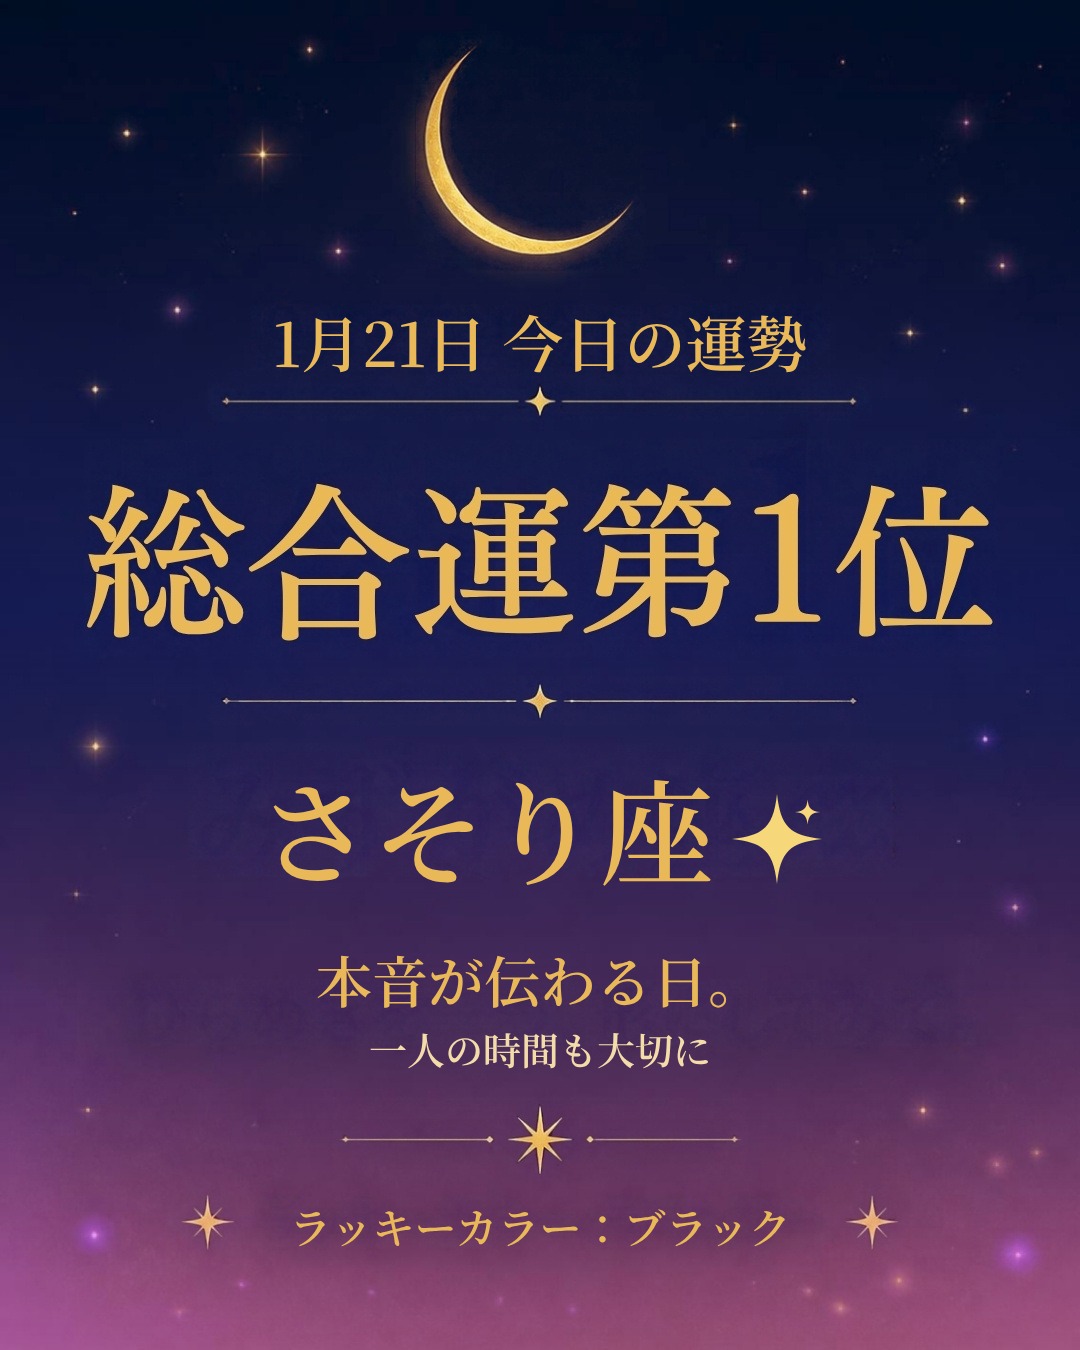 1月21日 今日の運勢
総合運第1位
さそり座
本音が伝わる日。
一人の時間も大切に
ラッキーカラー：ブラック